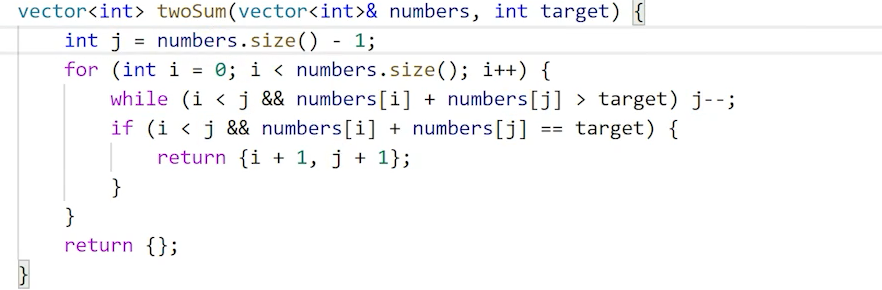 vector<int> twoSum(vector<int>& numbers, int target) {
    int j = numbers.size() - 1;
    for (int i = 0; i < numbers.size(); i++) {
        while (i < j && numbers[i] + numbers[j] > target) j--;
        if (i < j && numbers[i] + numbers[j] == target) {
            return {i + 1, j + 1};
        }
    }
    return {};
}